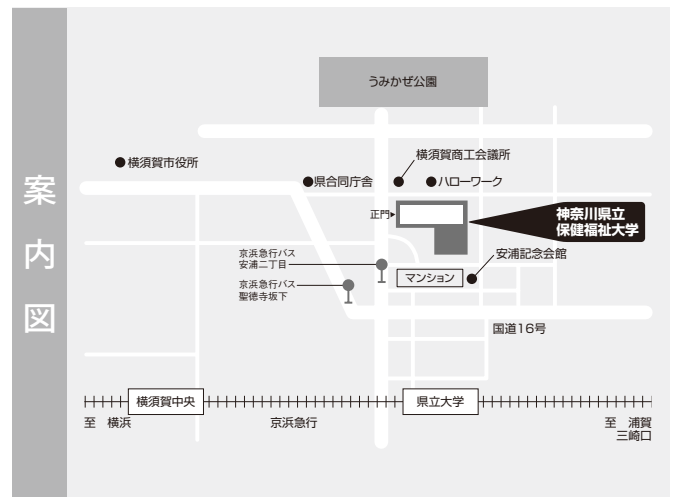 案内図
うみかぜ公園
横須賀市役所
横須賀商工会議所
県合同庁舎
ハローワーク
正門
神奈川県立
保健福祉大学
京浜急行バス
安浦二丁目
安浦記念会館
マンション
京浜急行バス
聖徳寺坂下
国道16号
横須賀中央
県立大学
至 横浜
京浜急行
至 浦賀
三崎口